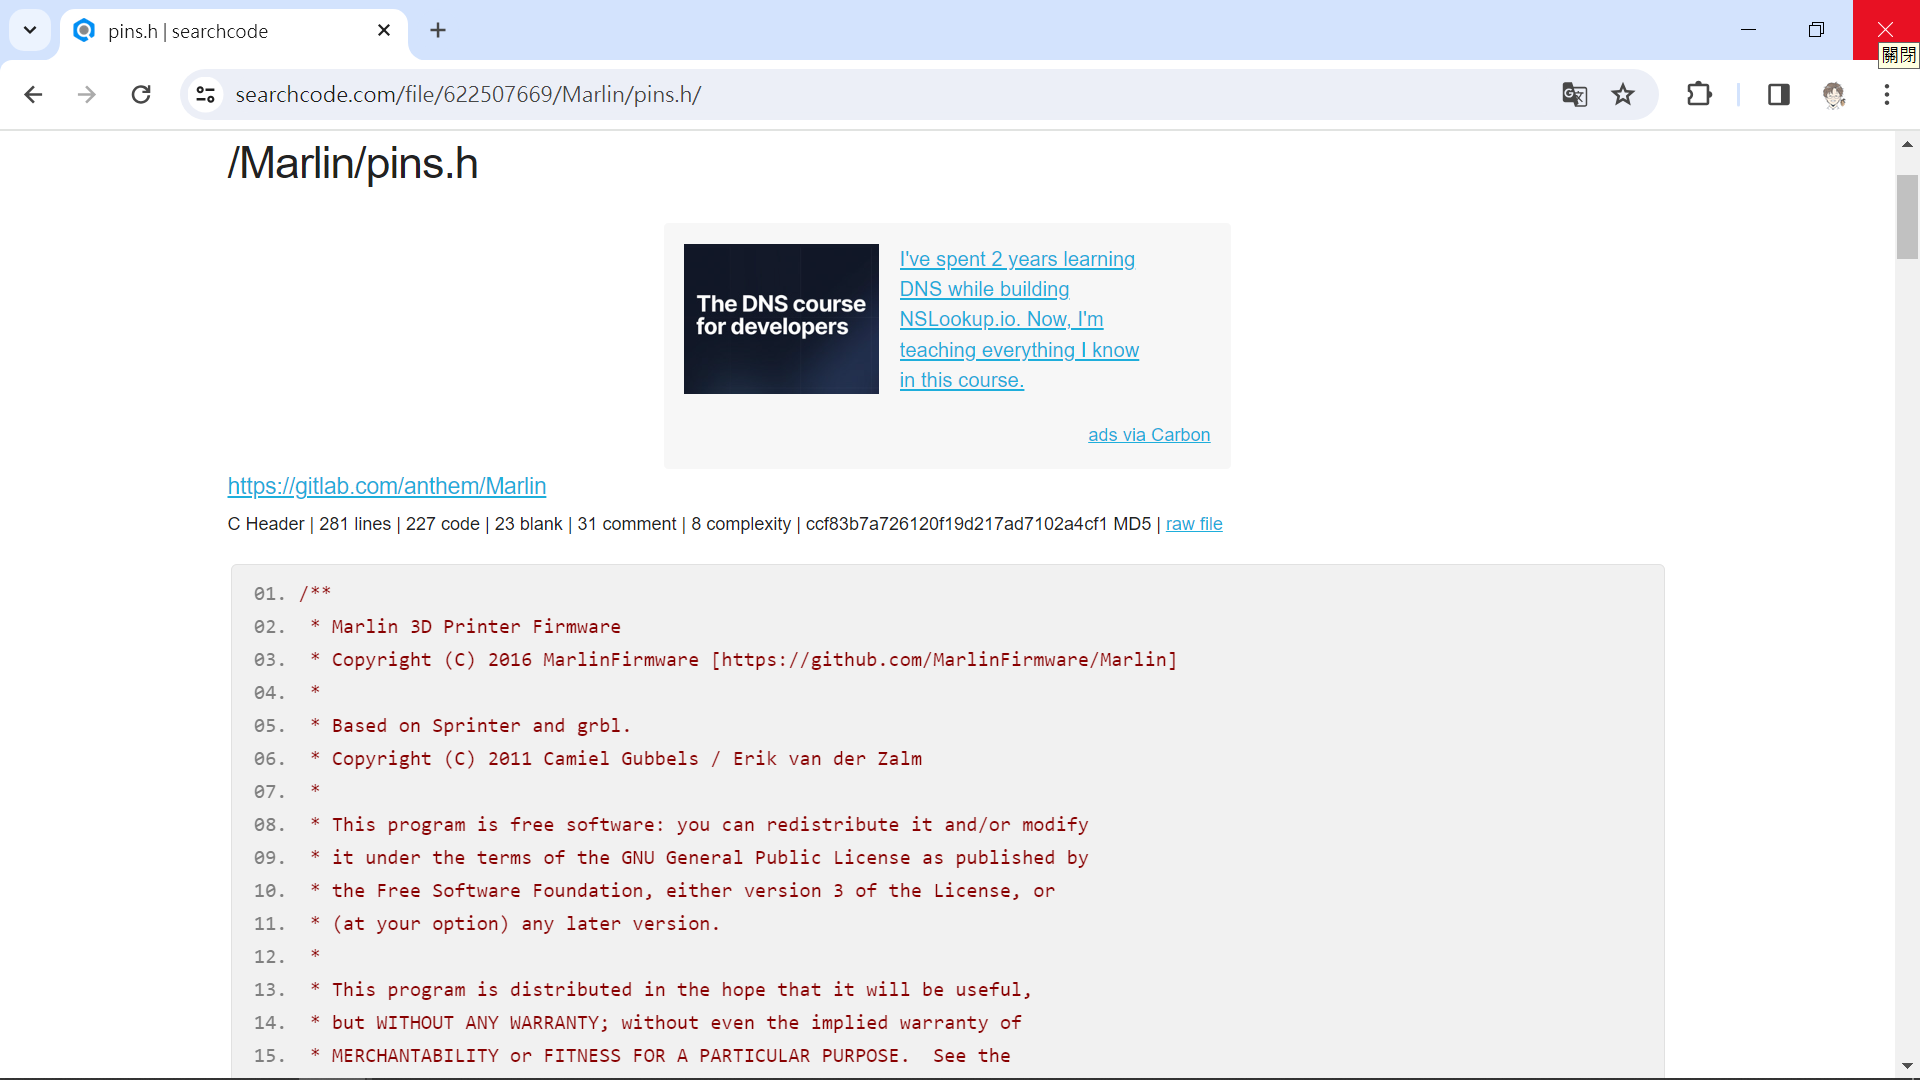 pins.h | searchcode
關閉
searchcode.com/file/622507669/Marlin/pins.h/
/Marlin/pins.h
The DNS course
for developers
I've spent 2 years learning
DNS while building
NSLookup.io. Now, I'm
teaching everything I know
in this course.
ads via Carbon
https://gitlab.com/anthem/Marlin
C Header | 281 lines | 227 code | 23 blank | 31 comment | 8 complexity | ccf83b7a726120f19d217ad7102a4cf1 MD5 | raw file
01. /**
02.  * Marlin 3D Printer Firmware
03.  * Copyright (C) 2016 MarlinFirmware [https://github.com/MarlinFirmware/Marlin]
04.  *
05.  * Based on Sprinter and grbl.
06.  * Copyright (C) 2011 Camiel Gubbels / Erik van der Zalm
07.  *
08.  * This program is free software: you can redistribute it and/or modify
09.  * it under the terms of the GNU General Public License as published by
10.  * the Free Software Foundation, either version 3 of the License, or
11.  * (at your option) any later version.
12.  *
13.  * This program is distributed in the hope that it will be useful,
14.  * but WITHOUT ANY WARRANTY; without even the implied warranty of
15.  * MERCHANTABILITY or FITNESS FOR A PARTICULAR PURPOSE.  See the